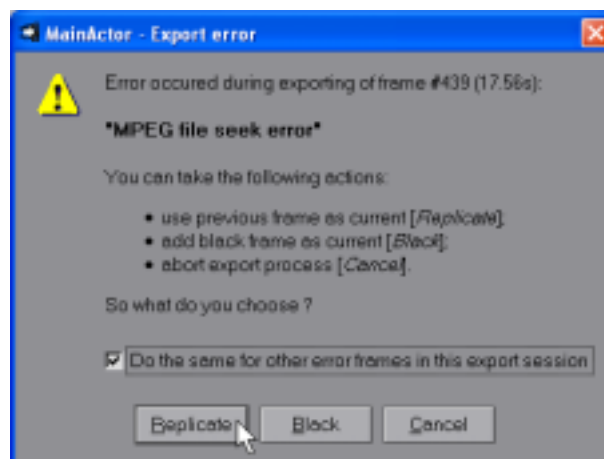 MainActor - Export error
Error occured during exporting of frame #439 (17.56s):
"MPEG file seek error"
You can take the following actions:
• use previous frame as current [Replicate];
• add black frame as current [Black];
• abort export process [Cancel].
So what do you choose ?
Do the same for other error frames in this export session
Replicate Black Cancel